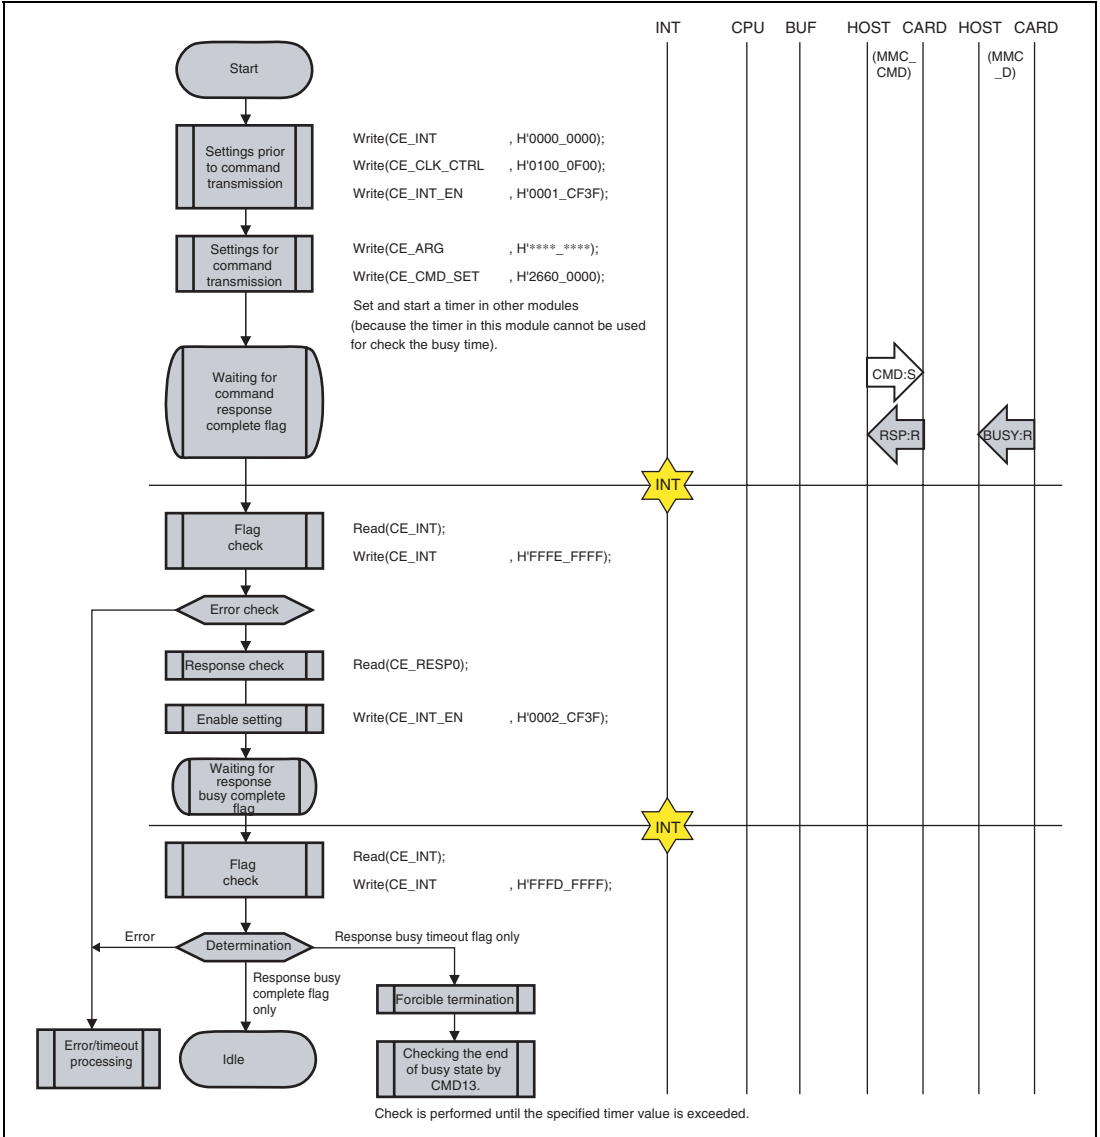 INT CPU BUF HOST CARD HOST CARD
(MMC_
CMD)
(MMC
_D)
Start
Settings prior
to command
transmission
Write(CE_INT , H'0000_0000);
Write(CE_CLK_CTRL , H'0100_0F00);
Write(CE_INT_EN , H'0001_CF3F);
Settings for
command
transmission
Write(CE_ARG , H'****_****);
Write(CE_CMD_SET , H'2660_0000);
Set and start a timer in other modules
(because the timer in this module cannot be used
for check the busy time).
Waiting for
command
response
complete flag
CMD:S
RSP:R
BUSY:R
INT
Flag
check
Read(CE_INT);
Write(CE_INT , H'FFFE_FFFF);
Error check
Response check
Read(CE_RESP0);
Enable setting
Write(CE_INT_EN , H'0002_CF3F);
Waiting for
response
busy complete
flag
INT
Flag
check
Read(CE_INT);
Write(CE_INT , H'FFFD_FFFF);
Error
Determination
Response busy timeout flag only
Response busy
complete flag
only
Forcible termination
Error/timeout
processing
Idle
Checking the end
of busy state by
CMD13.
Check is performed until the specified timer value is exceeded.